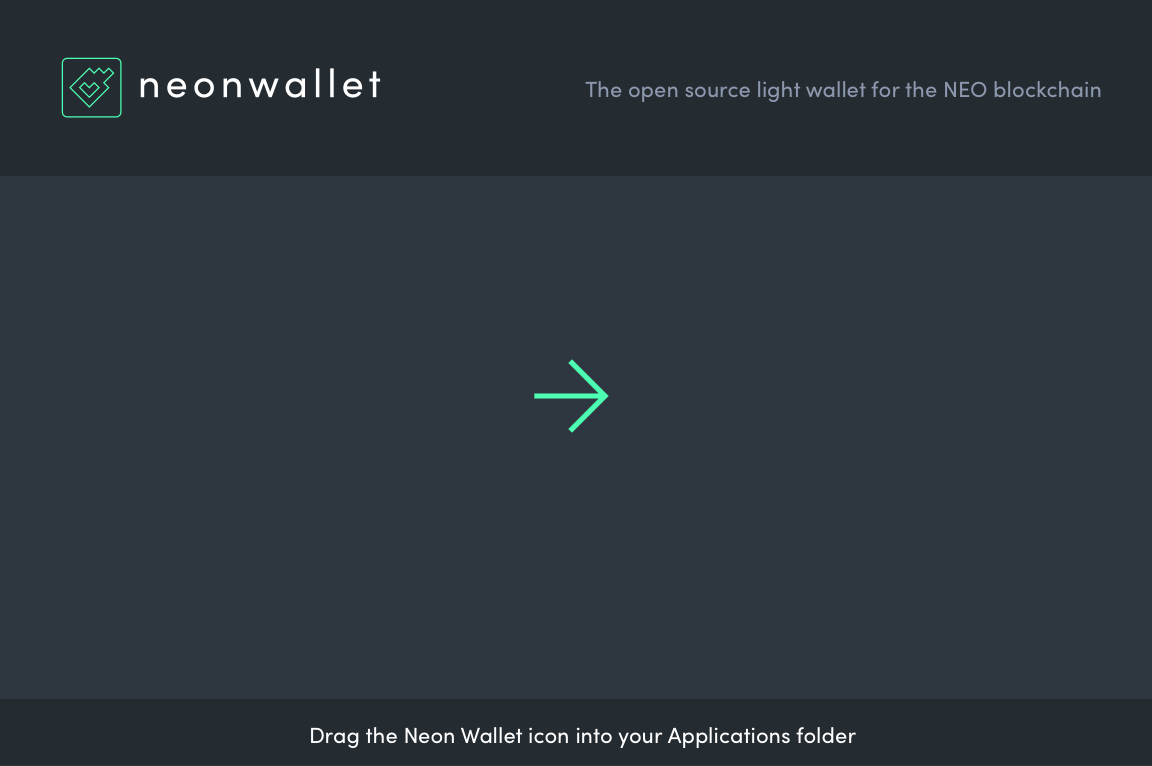 neonwallet
The open source light wallet for the NEO blockchain
Drag the Neon Wallet icon into your Applications folder